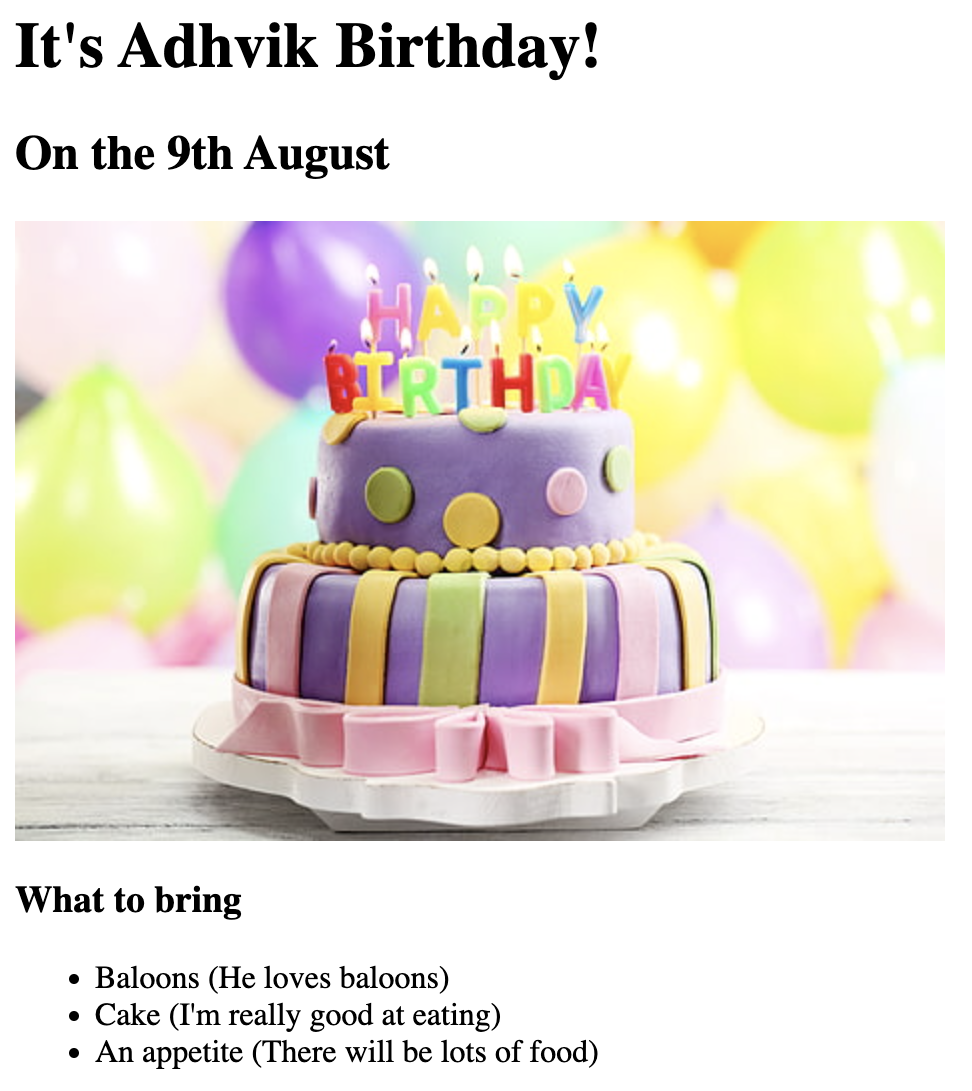 It's Adhvik Birthday!
On the 9th August
HAPPY
BIRTHDAY
What to bring
Baloons (He loves baloons)
Cake (I'm really good at eating)
An appetite (There will be lots of food)